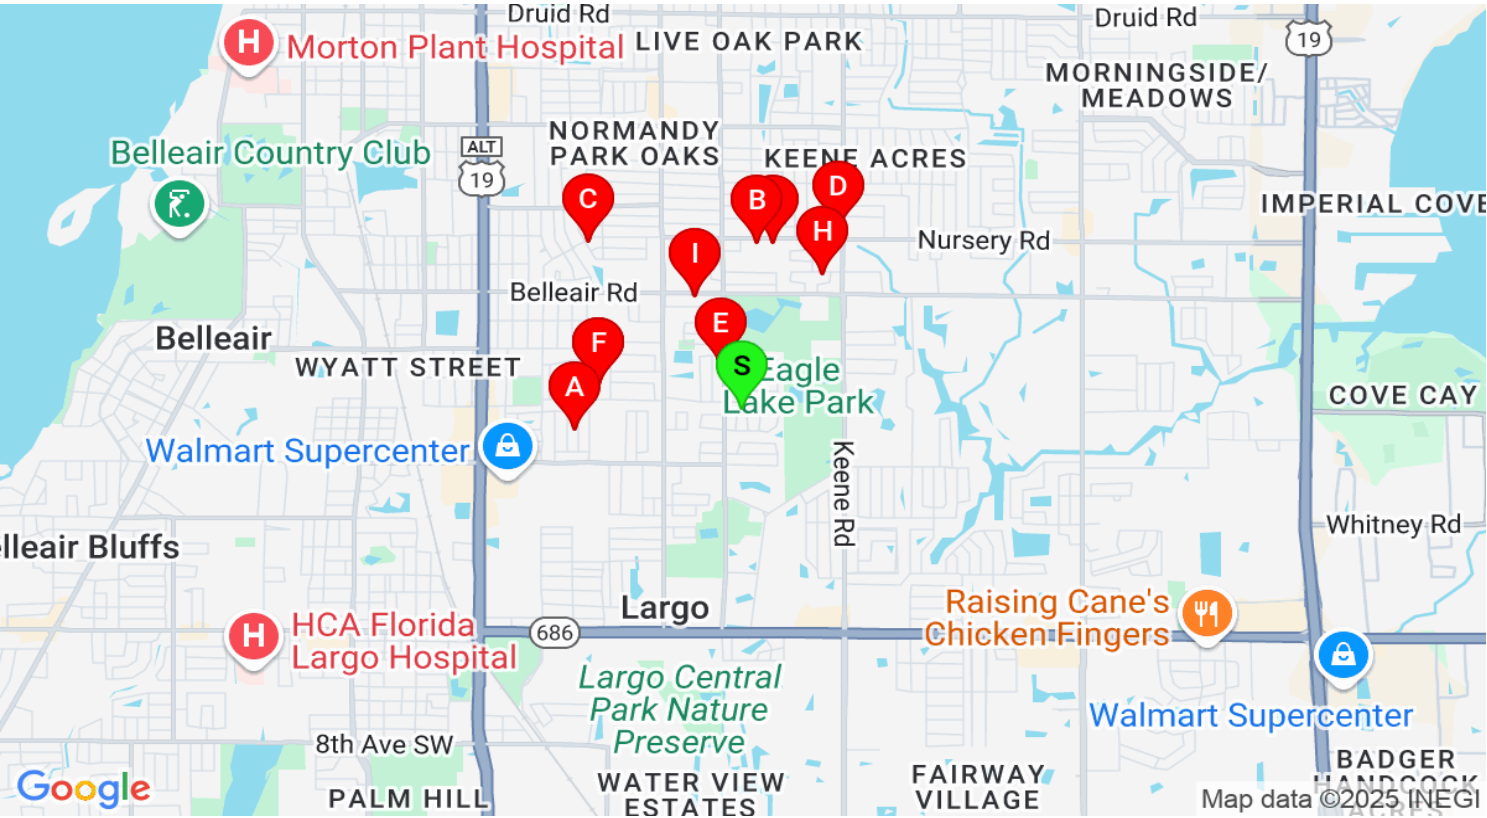 Druid Rd
Druid Rd
19
H
Morton Plant Hospital
LIVE OAK PARK
MORNINGSIDE/
MEADOWS
NORMANDY
PARK OAKS
ALT
19
Belleair Country Club
KEENE ACRES
C
B
D
H
IMPERIAL COVE
Nursery Rd
I
Belleair Rd
E
Belleair
F
WYATT STREET
S
Eagle
Lake Park
A
COVE CAY
Walmart Supercenter
Keene Rd
Whitney Rd
elleair Bluffs
Largo
Raising Cane's
Chicken Fingers
H
HCA Florida
Largo Hospital
686
Largo Central
Park Nature
Preserve
Walmart Supercenter
8th Ave SW
Google
PALM HILL
WATER VIEW
ESTATES
FAIRWAY
VILLAGE
BADGER
HANDCOCK
ACRES
Map data ©2025 INEGI